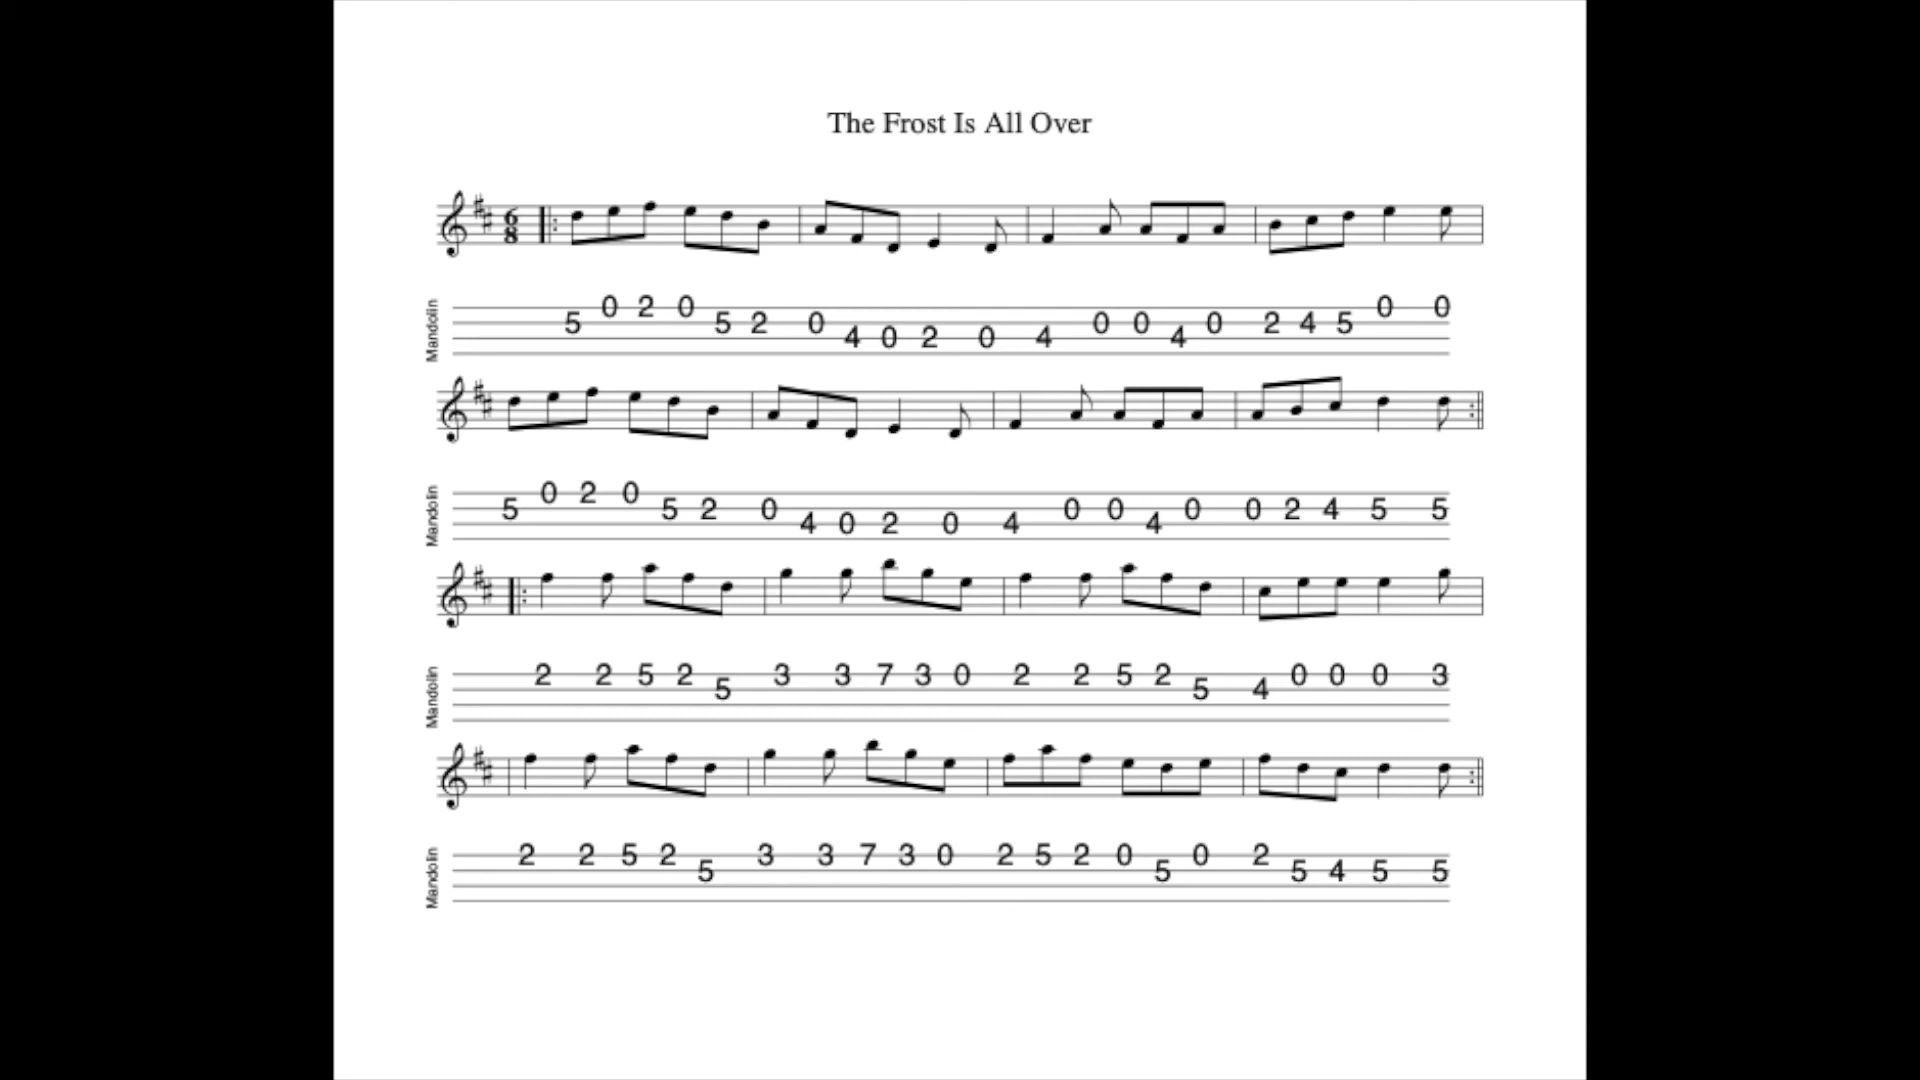 The Frost Is All Over
6
8
Mandolin 5 0 2 0 5 2 0 4 0 2 0 4 0 0 4 0 2 4 5 0 0
Mandolin 5 0 2 0 5 2 0 4 0 2 0 4 0 0 4 0 0 2 4 5 5
Mandolin 2 2 5 2 5 3 3 7 3 0 2 2 5 2 5 4 0 0 0 3
Mandolin 2 2 5 2 5 3 3 7 3 0 2 5 2 0 5 0 2 5 4 5 5